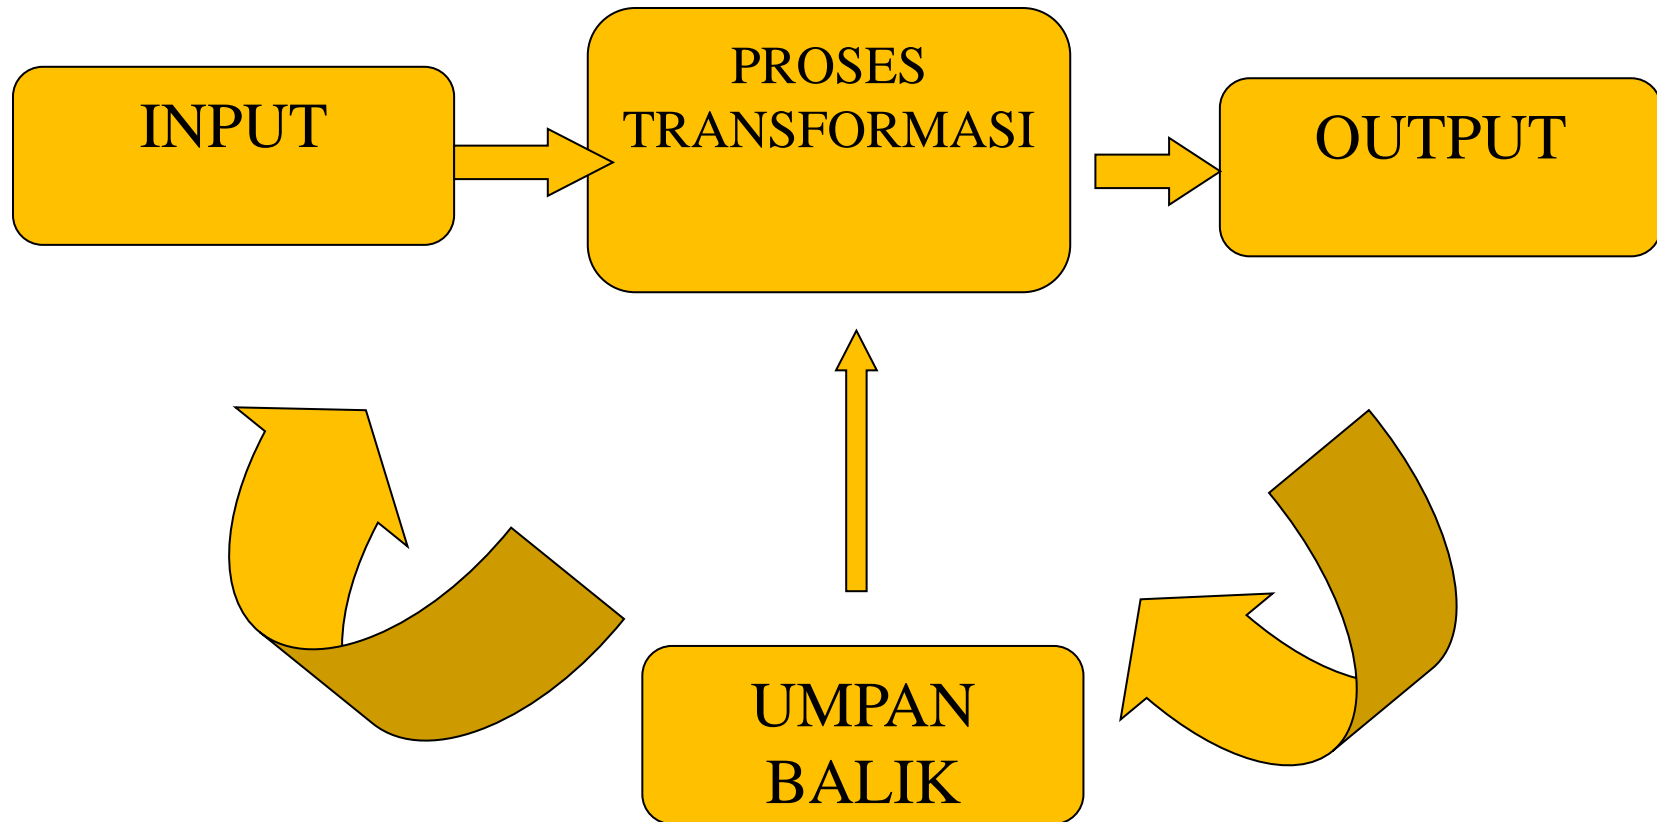 INPUT
PROSES
TRANSFORMASI
OUTPUT
UMPAN
BALIK